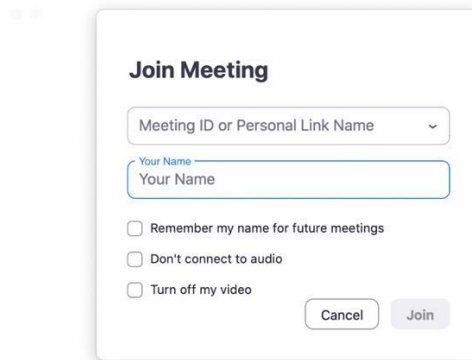 Join Meeting
Meeting ID or Personal Link Name
Your Name
Your Name
Remember my name for future meetings
Don't connect to audio
Turn off my video
Cancel Join